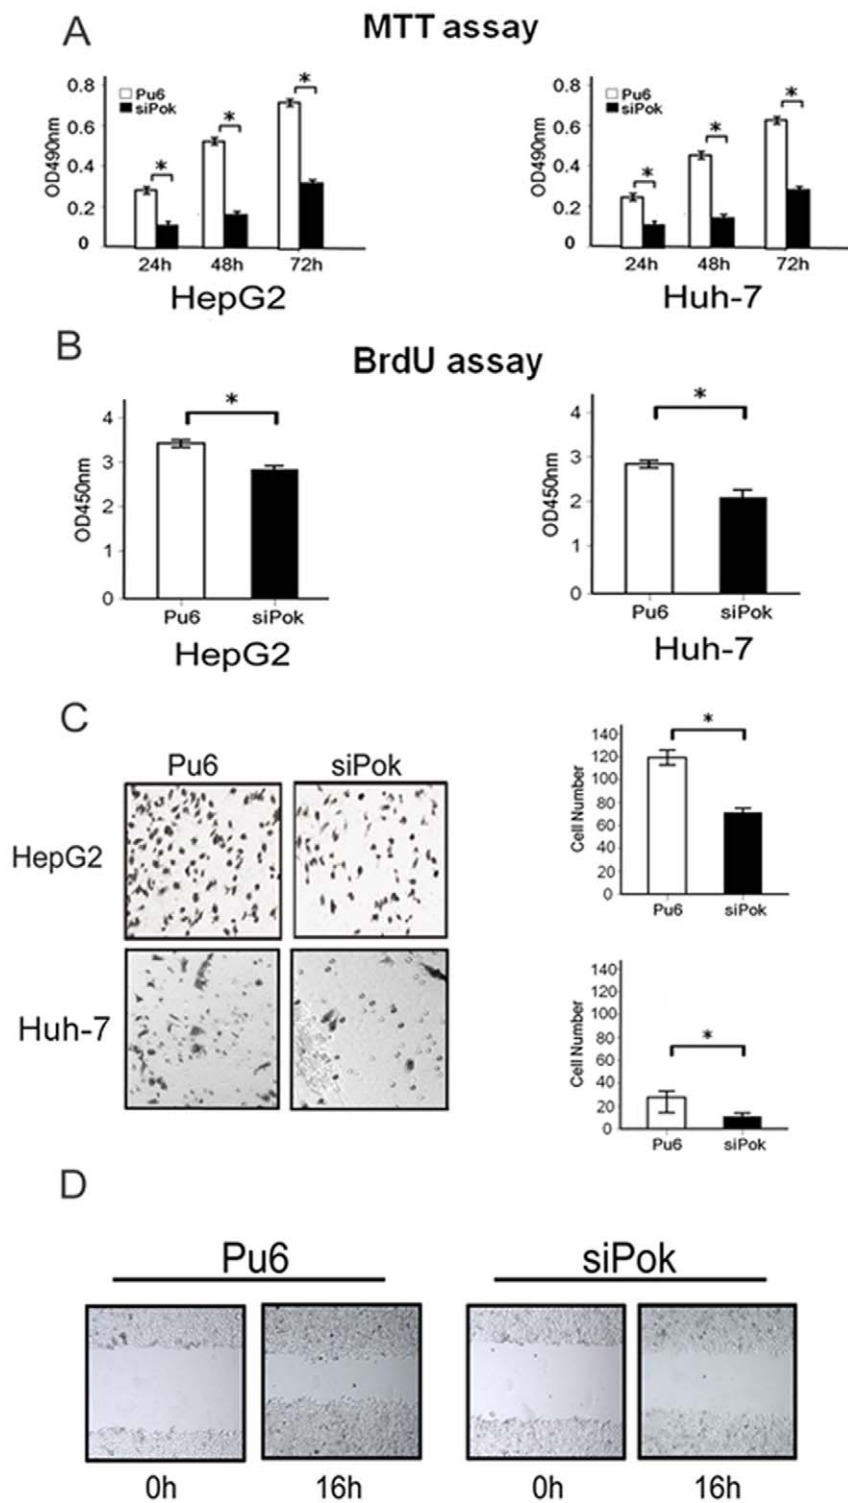 A
MTT assay
0.8
0.6
0.4
0.2
0
OD490nm
Pu6
siPok
*
*
*
24h 48h 72h
HepG2
0.8
0.6
0.4
0.2
0
OD490nm
Pu6
siPok
*
*
*
24h 48h 72h
Huh-7
B
BrdU assay
4
3
2
1
0
OD450nm
*
Pu6 siPok
HepG2
4
3
2
1
0
OD450nm
*
Pu6 siPok
Huh-7
C
Pu6 siPok
HepG2
Huh-7
140
120
100
80
60
40
20
0
Cell Number
*
Pu6 siPok
140
120
100
80
60
40
20
0
Cell Number
*
Pu6 siPok
D
Pu6 siPok
0h 16h 0h 16h